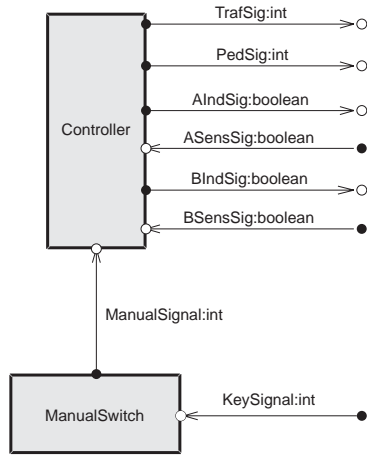 TrafSig:int
PedSig:int
AIndSig:boolean
Controller
ASensSig:boolean
BIndSig:boolean
BSensSig:boolean
ManualSignal:int
KeySignal:int
ManualSwitch